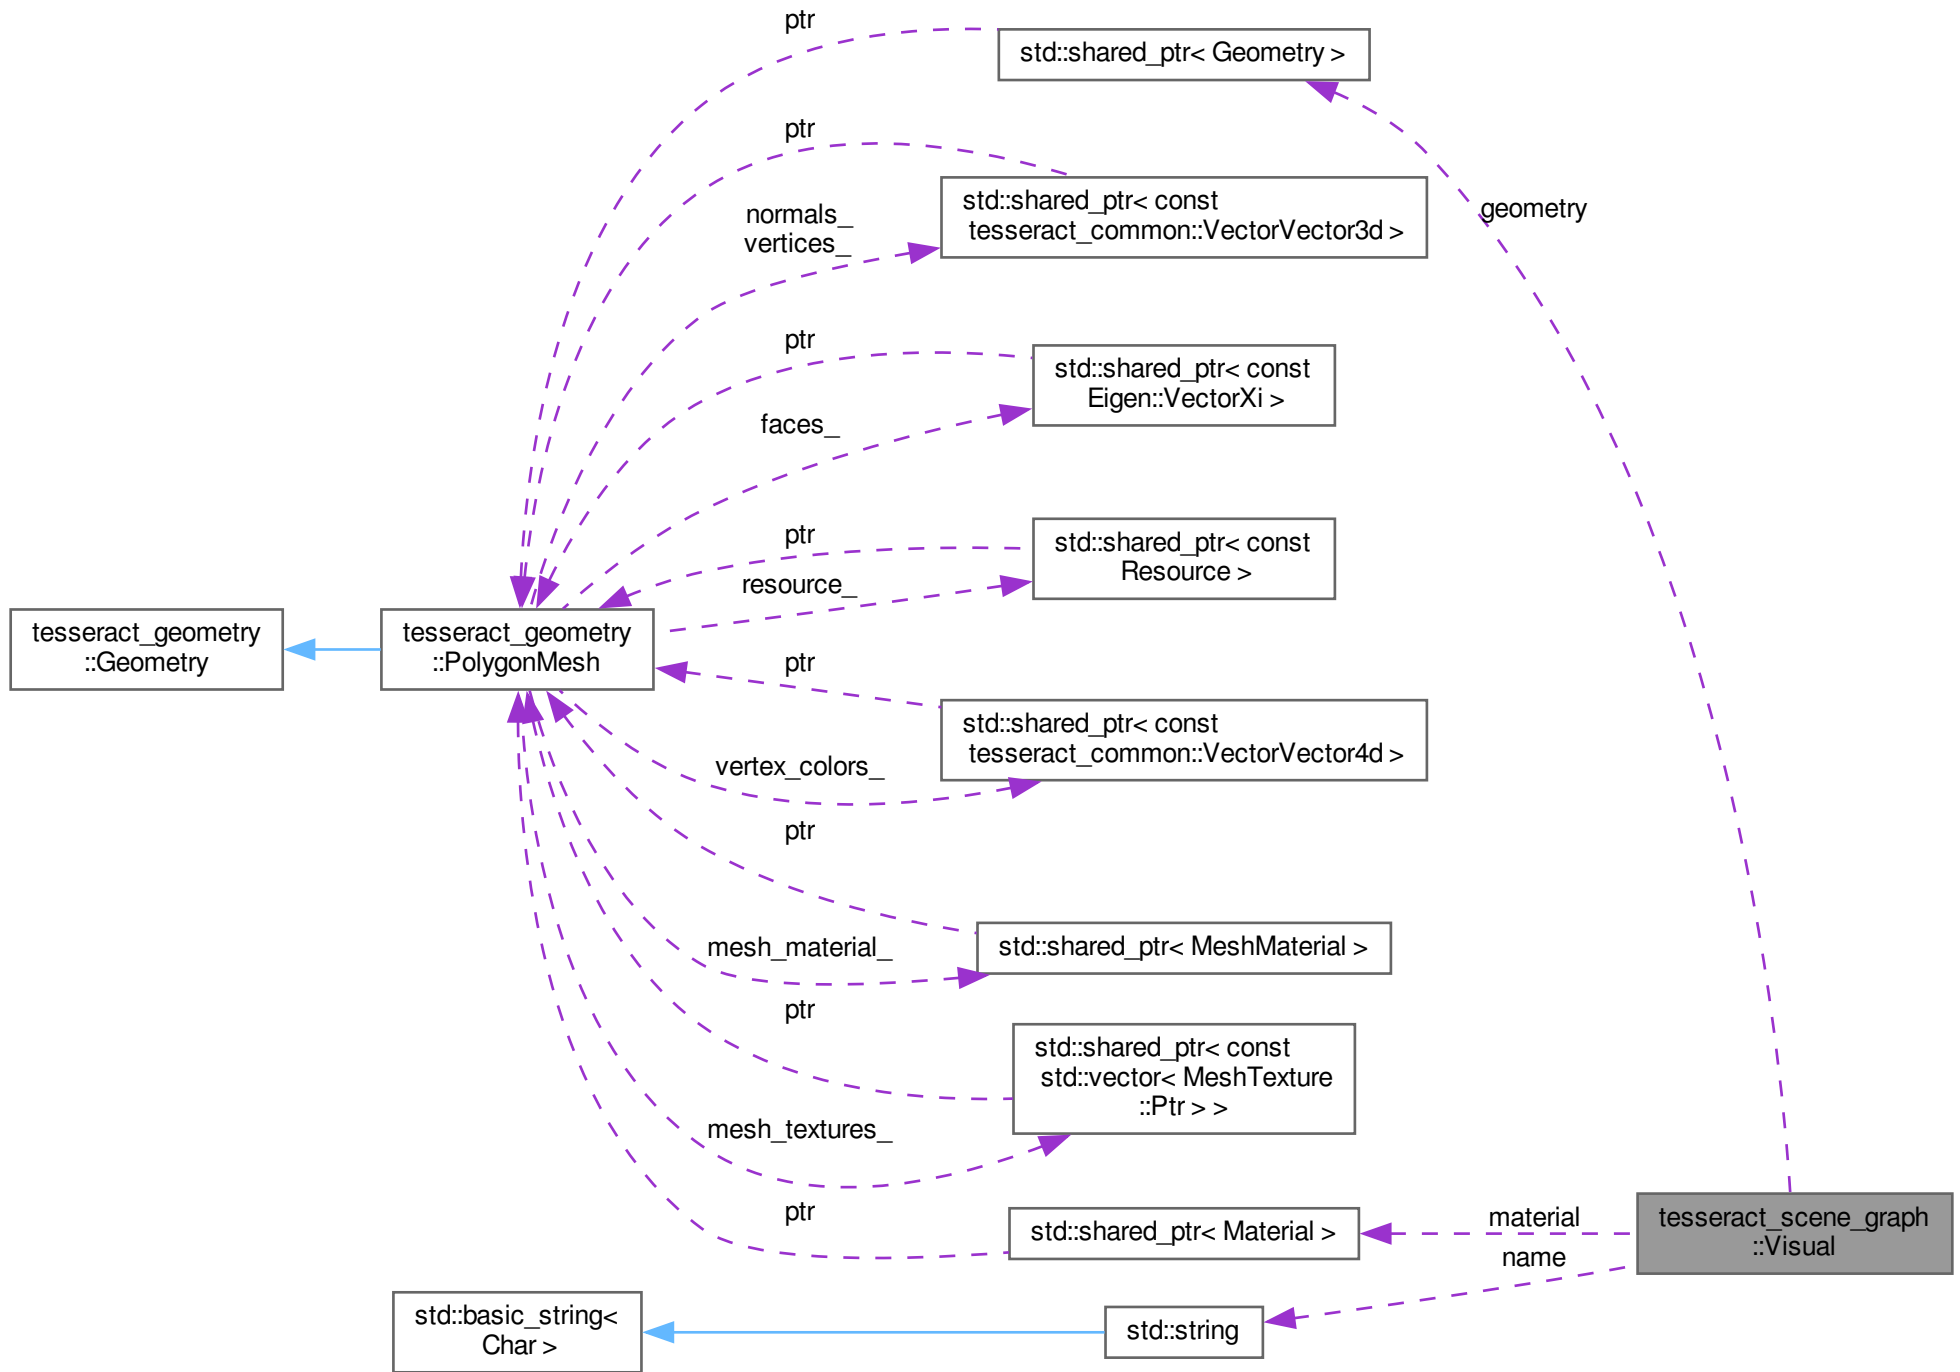 ptr
std::shared_ptr< Geometry >
ptr
std::shared_ptr< const
tesseract_common::VectorVector3d >
geometry
normals_
vertices_
ptr
std::shared_ptr< const
Eigen::VectorXi >
faces_
ptr
std::shared_ptr< const
Resource >
resource_
tesseract_geometry
::Geometry
tesseract_geometry
::PolygonMesh
ptr
std::shared_ptr< const
tesseract_common::VectorVector4d >
vertex_colors_
ptr
std::shared_ptr< MeshMaterial >
mesh_material_
ptr
std::shared_ptr< const
std::vector< MeshTexture
::Ptr > >
mesh_textures_
ptr
std::shared_ptr< Material >
material
tesseract_scene_graph
::Visual
name
std::basic_string<
Char >
std::string